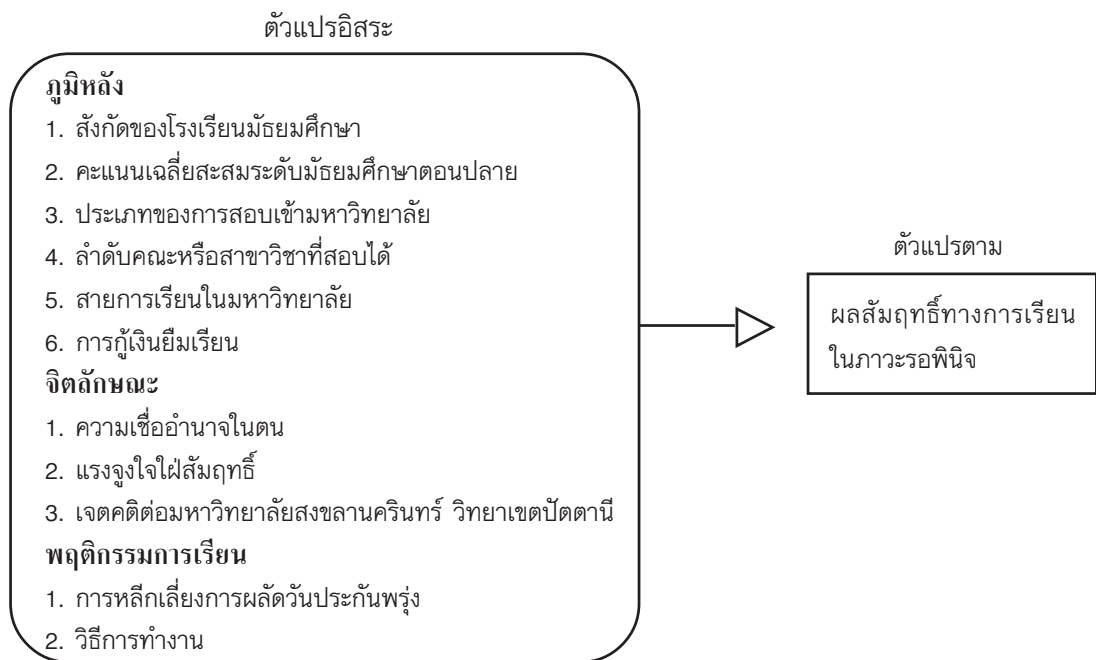 ตัวแปรอิสระ
ภูมิหลัง
1. สังกัดของโรงเรียนมัธยมศึกษา
2. คะแนนเฉลี่ยสะสมระดับมัธยมศึกษาตอนปลาย
3. ประเภทของการสอบเข้ามหาวิทยาลัย
4. ลำดับคณะหรือสาขาวิชาที่สอบได้
5. สายการเรียนในมหาวิทยาลัย
6. การกู้เงินยืมเรียน
จิตลักษณะ
1. ความเชื่ออำนาจในตน
2. แรงจูงใจใฝ่สัมฤทธิ์
3. เจตคติต่อมหาวิทยาลัยสงขลานครินทร์ วิทยาเขตปัตตานี
พฤติกรรมการเรียน
1. การหลีกเลี่ยงการผลัดวันประกันพรุ่ง
2. วิธีการทำงาน
ตัวแปรตาม
ผลสัมฤทธิ์ทางการเรียน
ในภาวะรอพินิจ